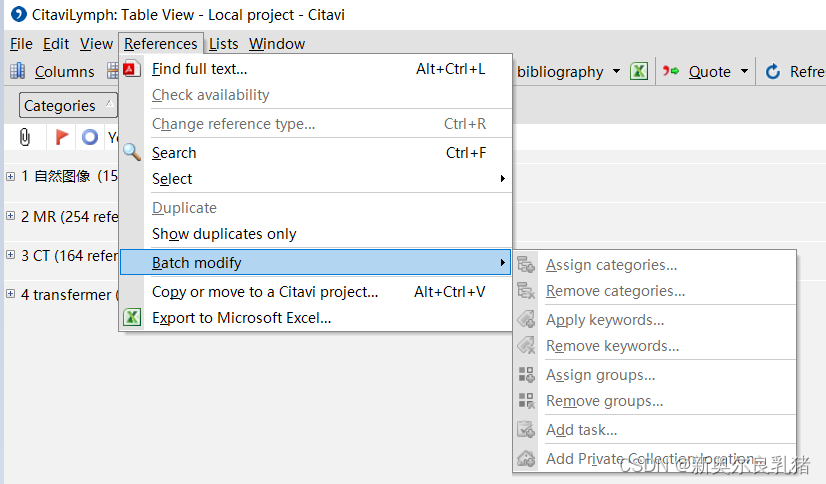 CitaviLymph: Table View - Local project - Citavi
File Edit View References Lists Window
Columns
bibliography Quote Refre
Categories
Find full text... Alt+Ctrl+L
Check availability
Change reference type... Ctrl+R
Search Ctrl+F
Select
Duplicate
Show duplicates only
Batch modify
Copy or move to a Citavi project... Alt+Ctrl+V
Export to Microsoft Excel...
1 自然图像 (15
2 MR (254 refe
3 CT (164 refer
4 transfermer (
Assign categories...
Remove categories...
Apply keywords...
Remove keywords...
Assign groups...
Remove groups...
Add task...
Add Private Collection location...
CSDN @新奥尔良乳猪